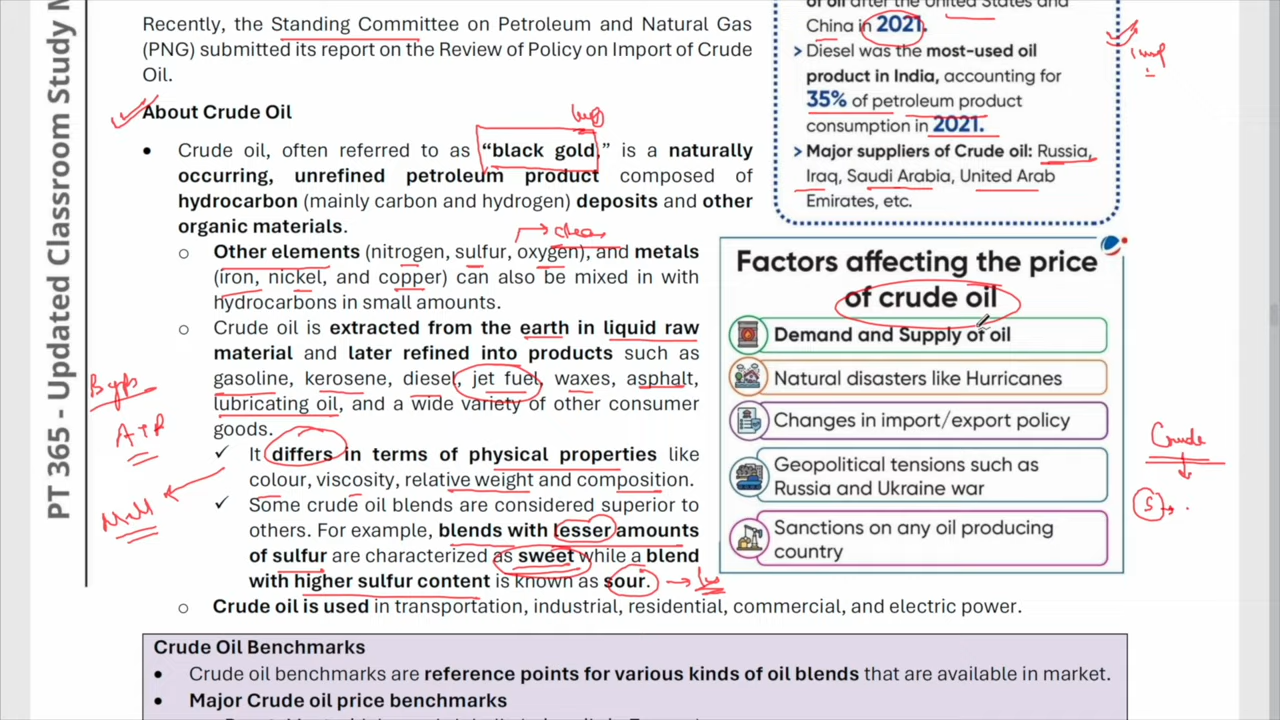 Recently, the Standing Committee on Petroleum and Natural Gas
(PNG) submitted its report on the Review of Policy on Import of Crude
Oil.
About Crude Oil
• Crude oil, often referred to as “black gold,” is a naturally
occurring, unrefined petroleum product composed of
hydrocarbon (mainly carbon and hydrogen) deposits and other
organic materials.
○ Other elements (nitrogen, sulfur, oxygen), and metals
(iron, nickel, and copper) can also be mixed in with
hydrocarbons in small amounts.
○ Crude oil is extracted from the earth in liquid raw
material and later refined into products such as
gasoline, kerosene, diesel, jet fuel, waxes, asphalt,
lubricating oil, and a wide variety of other consumer
goods.
✓ It differs in terms of physical properties like
colour, viscosity, relative weight and composition.
✓ Some crude oil blends are considered superior to
others. For example, blends with lesser amounts
of sulfur are characterized as sweet while a blend
with higher sulfur content is known as sour.
○ Crude oil is used in transportation, industrial, residential, commercial, and electric power.
of oil after the United States and
China in 2021.
> Diesel was the most-used oil
product in India, accounting for
35% of petroleum product
consumption in 2021.
> Major suppliers of Crude oil: Russia,
Iraq, Saudi Arabia, United Arab
Emirates, etc.
Factors affecting the price
of crude oil
Demand and Supply of oil
Natural disasters like Hurricanes
Changes in import/export policy
Geopolitical tensions such as
Russia and Ukraine war
Sanctions on any oil producing
country
Crude Oil Benchmarks
• Crude oil benchmarks are reference points for various kinds of oil blends that are available in market.
• Major Crude oil price benchmarks
PT 365 - Updated Classroom Study M
Imp
Crude
S